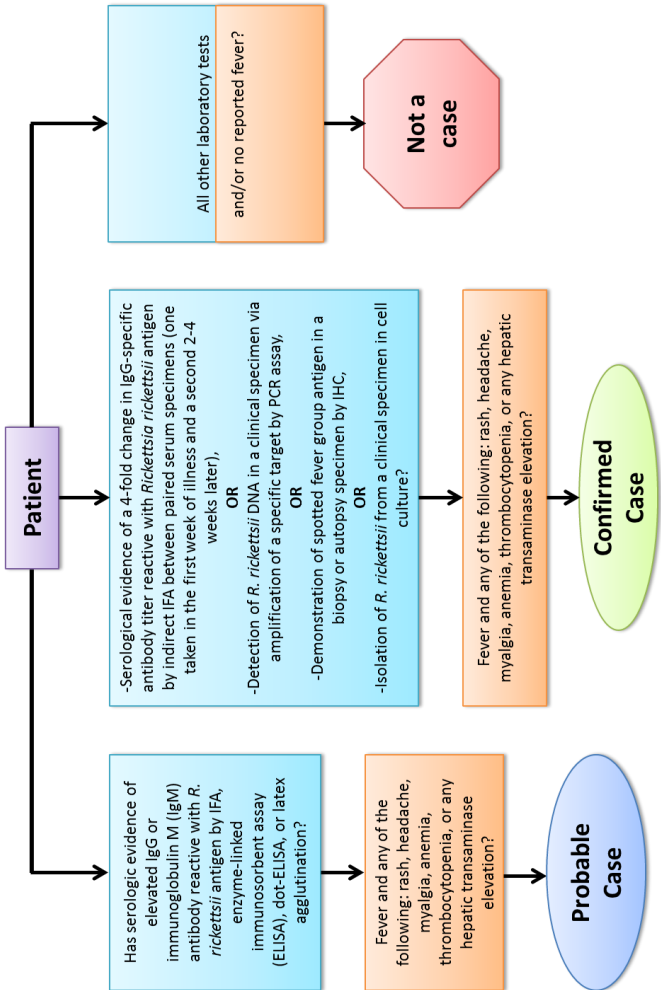 Patient
Has serologic evidence of
elevated IgG or
immunoglobulin M (IgM)
antibody reactive with R.
rickettsii antigen by IFA,
enzyme-linked
immunosorbent assay
(ELISA), dot-ELISA, or latex
agglutination?
Fever and any of the
following: rash, headache,
myalgia, anemia,
thrombocytopenia, or any
hepatic transaminase
elevation?
Probable
Case
-Serological evidence of a 4-fold change in IgG-specific
antibody titer reactive with Rickettsia rickettsii antigen
by indirect IFA between paired serum specimens (one
taken in the first week of illness and a second 2-4
weeks later),
OR
-Detection of R. rickettsii DNA in a clinical specimen via
amplification of a specific target by PCR assay,
OR
-Demonstration of spotted fever group antigen in a
biopsy or autopsy specimen by IHC,
OR
-Isolation of R. rickettsii from a clinical specimen in cell
culture?
Fever and any of the following: rash, headache,
myalgia, anemia, thrombocytopenia, or any hepatic
transaminase elevation?
Confirmed
Case
All other laboratory tests
and/or no reported fever?
Not a
case